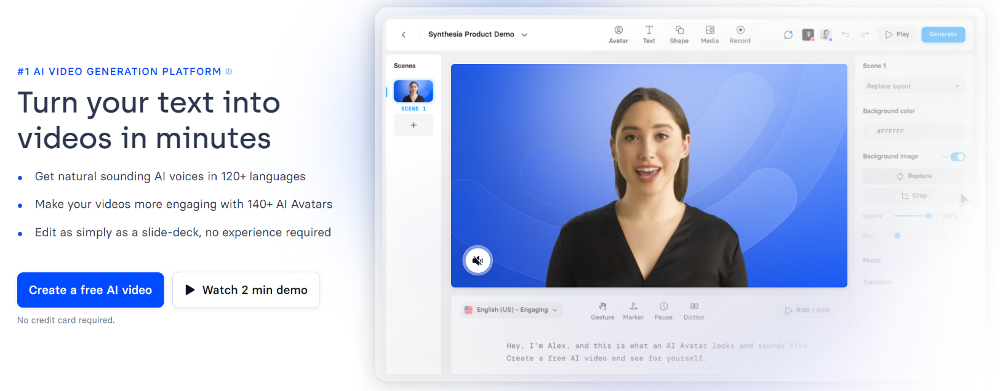 #1 AI VIDEO GENERATION PLATFORM
Turn your text into
videos in minutes
Get natural sounding AI voices in 120+ languages
Make your videos more engaging with 140+ AI Avatars
Edit as simply as a slide-deck, no experience required
Create a free AI video
Watch 2 min demo
No credit card required.
Synthesia Product Demo
Avatar
Text
Shape
Media
Record
Play
Generate
Scenes
SCENE 1
Scene 1
Replace layout
Background color
#FFFFFF
Background image
Replace
Crop
Opacity
100%
Blur
0
Music
Transition
English (US) - Engaging
Gesture
Marker
Pause
æ
Diction
0:00 / 0:09
Hey, I'm Alex, and this is what an AI Avatar looks and sounds like
Create a free AI video and see for yourself.